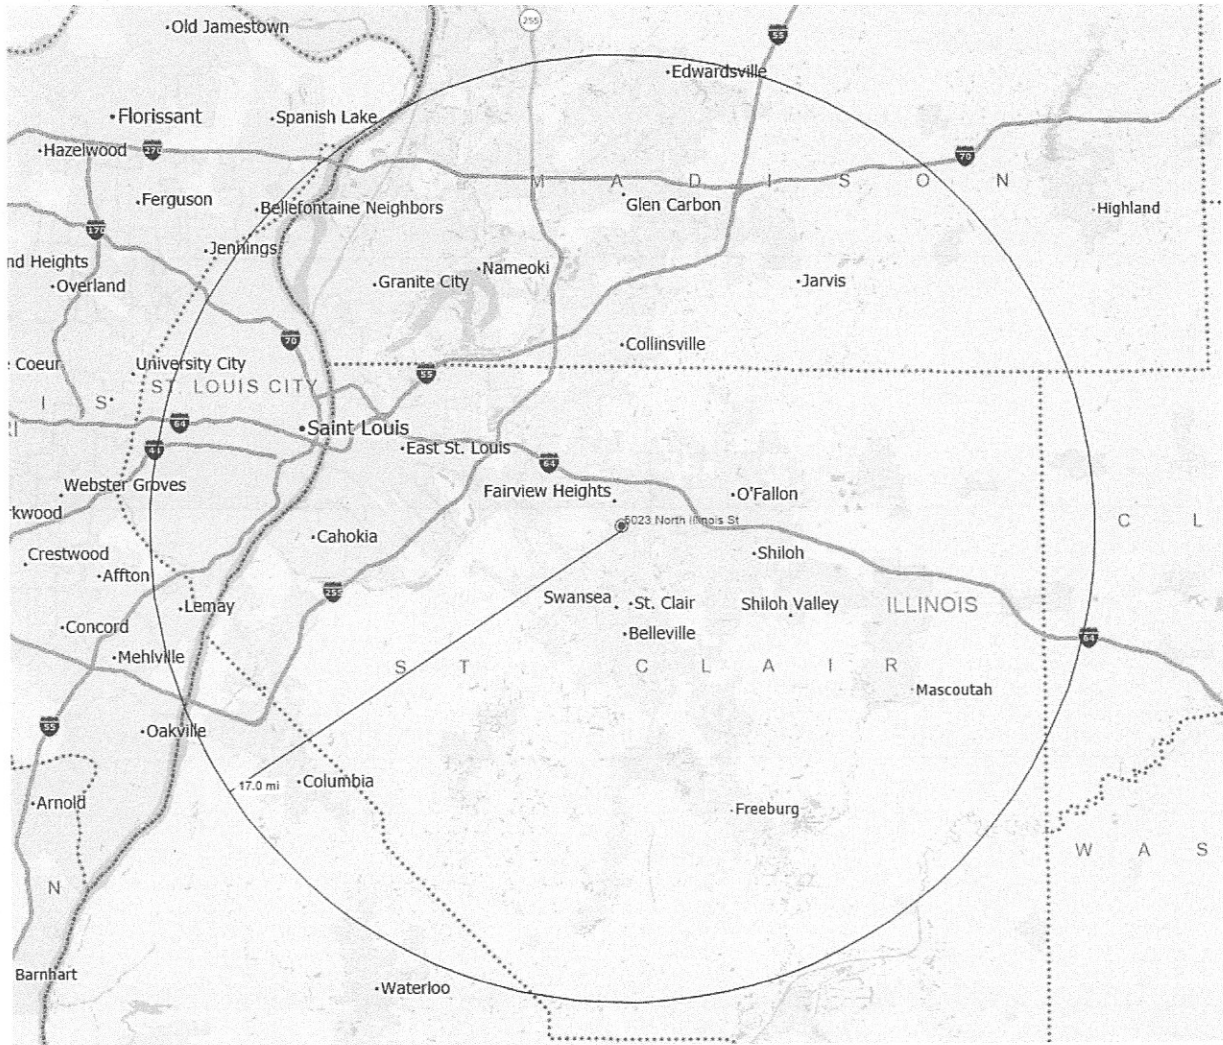 Old Jamestown
255
55
Edwardsville
Florissant
Spanish Lake
Hazelwood
270
70
M A D I S O N
Ferguson
Bellefontaine Neighbors
Glen Carbon
Highland
170
Jennings
nd Heights
Nameoki
Overland
Granite City
Jarvis
70
Collinsville
e Coeur
University City
55
ST. LOUIS CITY
I S
64
RI
Saint Louis
44
East St. Louis
64
Webster Groves
Fairview Heights
O'Fallon
rkwood
5023 North Illinois St
C L
Cahokia
Crestwood
Shiloh
Affton
255
Swansea
St. Clair
Shiloh Valley
ILLINOIS
Lemay
Concord
Belleville
64
Mehlville
S T C L A I R
Mascoutah
55
Oakville
17.0 mi
Columbia
Arnold
Freeburg
W A S
N
Barnhart
Waterloo